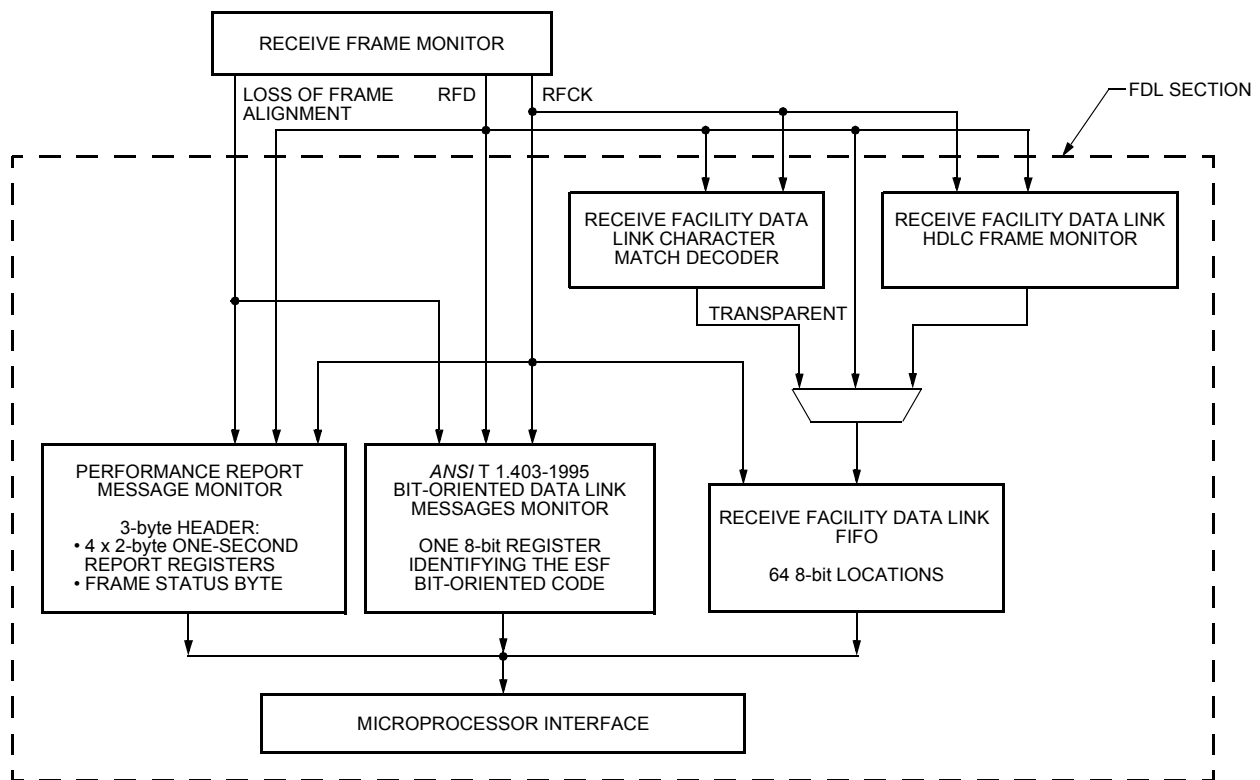 RECEIVE FRAME MONITOR
LOSS OF FRAME
ALIGNMENT
RFD
RFCK
FDL SECTION
RECEIVE FACILITY DATA
LINK CHARACTER
MATCH DECODER
RECEIVE FACILITY DATA LINK
HDLC FRAME MONITOR
TRANSPARENT
PERFORMANCE REPORT
MESSAGE MONITOR
3-byte HEADER:
• 4 x 2-byte ONE-SECOND
REPORT REGISTERS
• FRAME STATUS BYTE
ANSI T 1.403-1995
BIT-ORIENTED DATA LINK
MESSAGES MONITOR
ONE 8-bit REGISTER
IDENTIFYING THE ESF
BIT-ORIENTED CODE
RECEIVE FACILITY DATA LINK
FIFO
64 8-bit LOCATIONS
MICROPROCESSOR INTERFACE